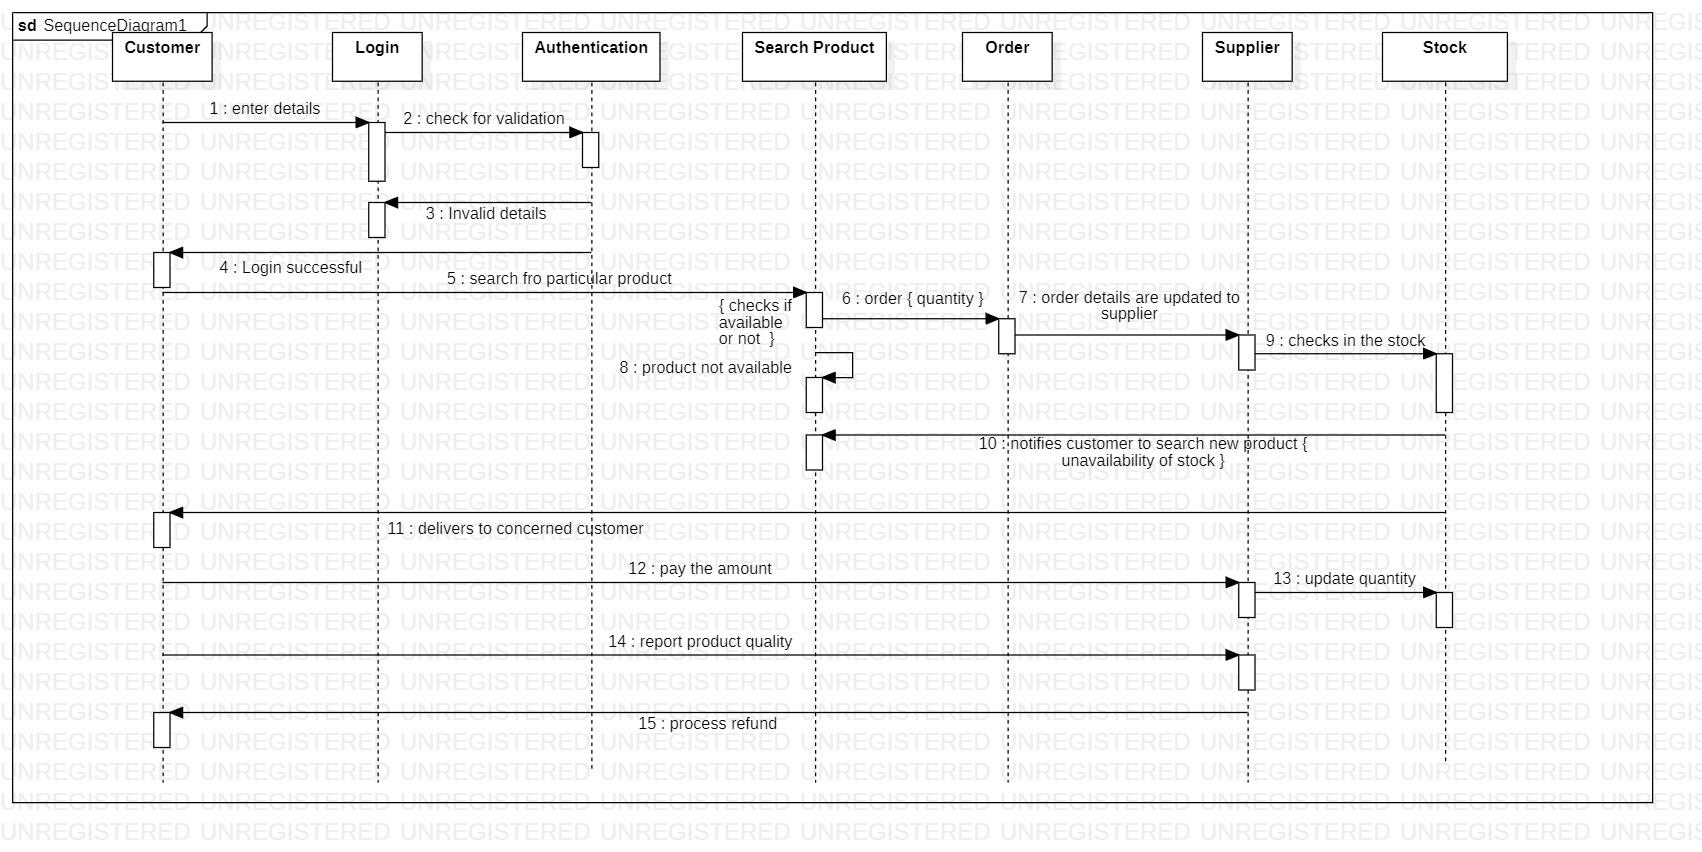 sd SequenceDiagram1
Customer
Login
Authentication
Search Product
Order
Supplier
Stock
1 : enter details
2 : check for validation
3 : Invalid details
4 : Login successful
5 : search fro particular product
{ checks if
available
or not }
6 : order { quantity }
7 : order details are updated to
supplier
8 : product not available
9 : checks in the stock
10 : notifies customer to search new product {
unavailability of stock }
11 : delivers to concerned customer
12 : pay the amount
13 : update quantity
14 : report product quality
15 : process refund
UNREGISTERED